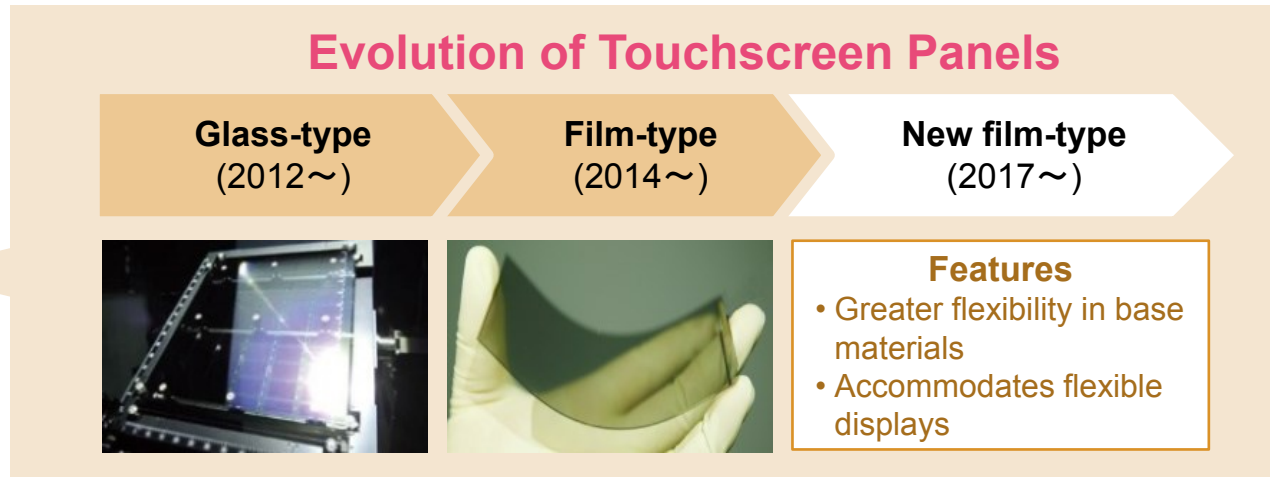 Evolution of Touchscreen Panels
Glass-type
(2012～)
Film-type
(2014～)
New film-type
(2017～)
Features
• Greater flexibility in base
materials
• Accommodates flexible
displays